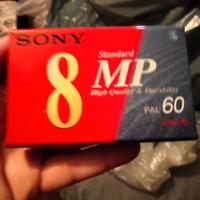 SONY
Standard
8 MP
High Quality & Durability
PAL 60